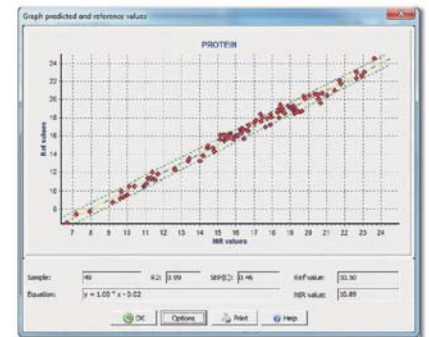 Graph predicted and reference values
PROTEIN
Ref values
24
22
20
18
16
14
12
10
8
6 7 8 9 10 11 12 13 14 15 16 17 18 19 20 21 22 23 24
NIR values
Sample: 49 R2: 0.99 SEP(C): 0.46 Ref value: 10.50
Equation: y = 1.00 * x - 0.02 NIR value: 10.89
OK Options Print Help